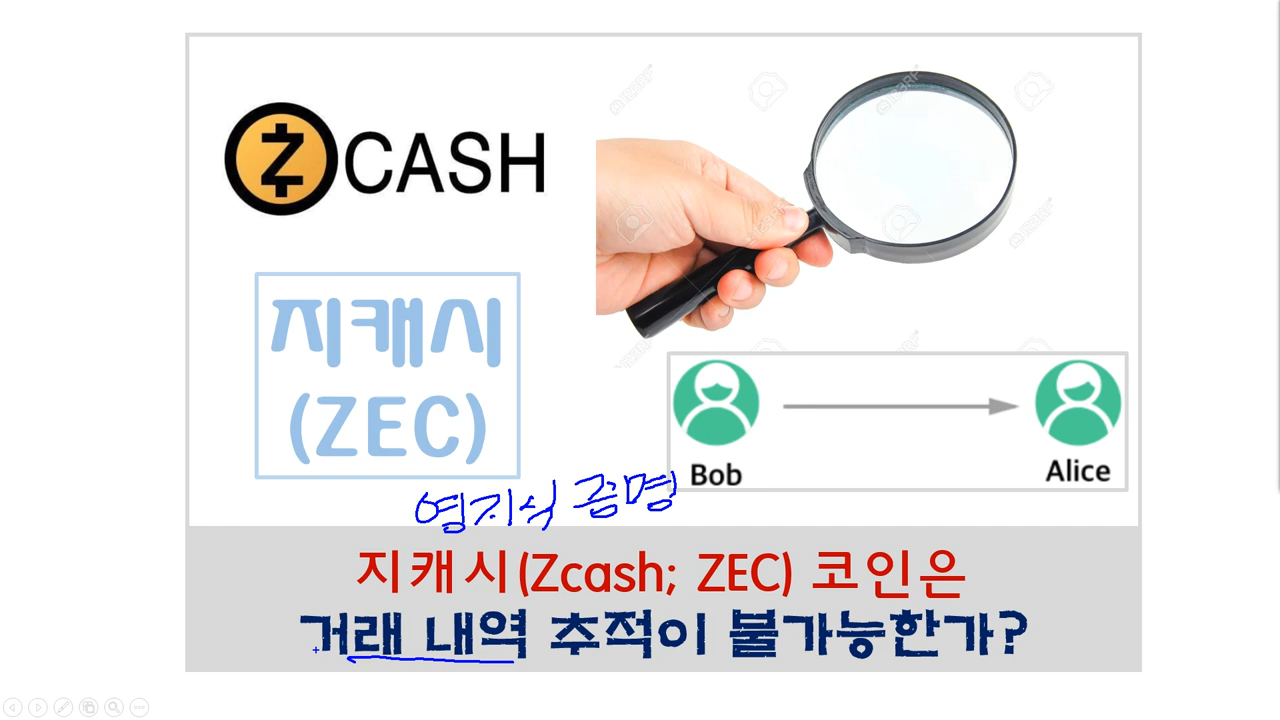 ZCASH
지캐시
(ZEC)
Bob
Alice
영지식 증명
지캐시(Zcash; ZEC) 코인은
거래 내역 추적이 불가능한가?